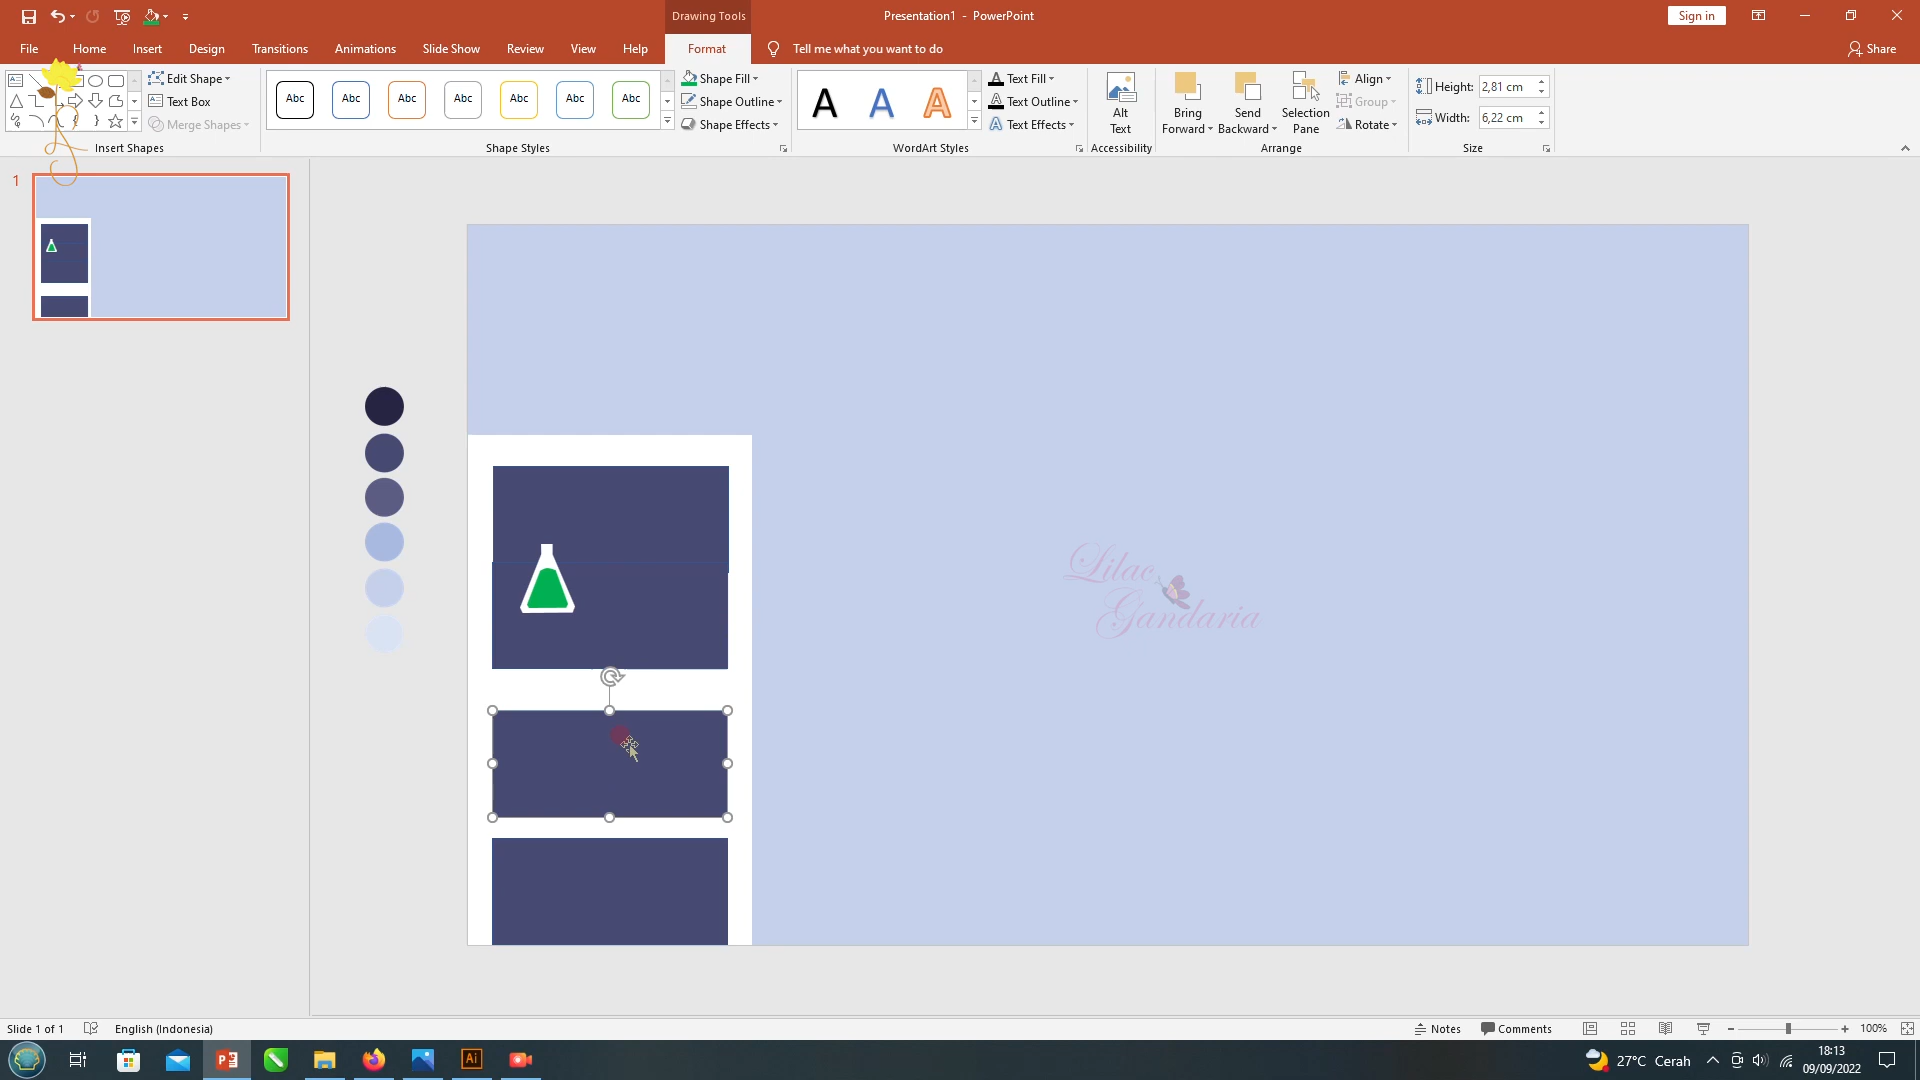 Drawing Tools
Presentation1 - PowerPoint
Sign in
File Home Insert Design Transitions Animations Slide Show Review View Help Format Tell me what you want to do Share
Edit Shape
Text Box
Merge Shapes
Insert Shapes
Abc Abc Abc Abc Abc Abc Abc
Shape Styles
Shape Fill
Shape Outline
Shape Effects
A A A
WordArt Styles
Text Fill
Text Outline
Text Effects
Alt Text
Accessibility
Bring Forward
Send Backward
Selection Pane
Align
Group
Rotate
Arrange
Height: 2,81 cm
Width: 6,22 cm
Size
1
Lilac
Gandaria
Slide 1 of 1 English (Indonesia) Notes Comments 100%
Ai
27°C Cerah
18:13
09/09/2022